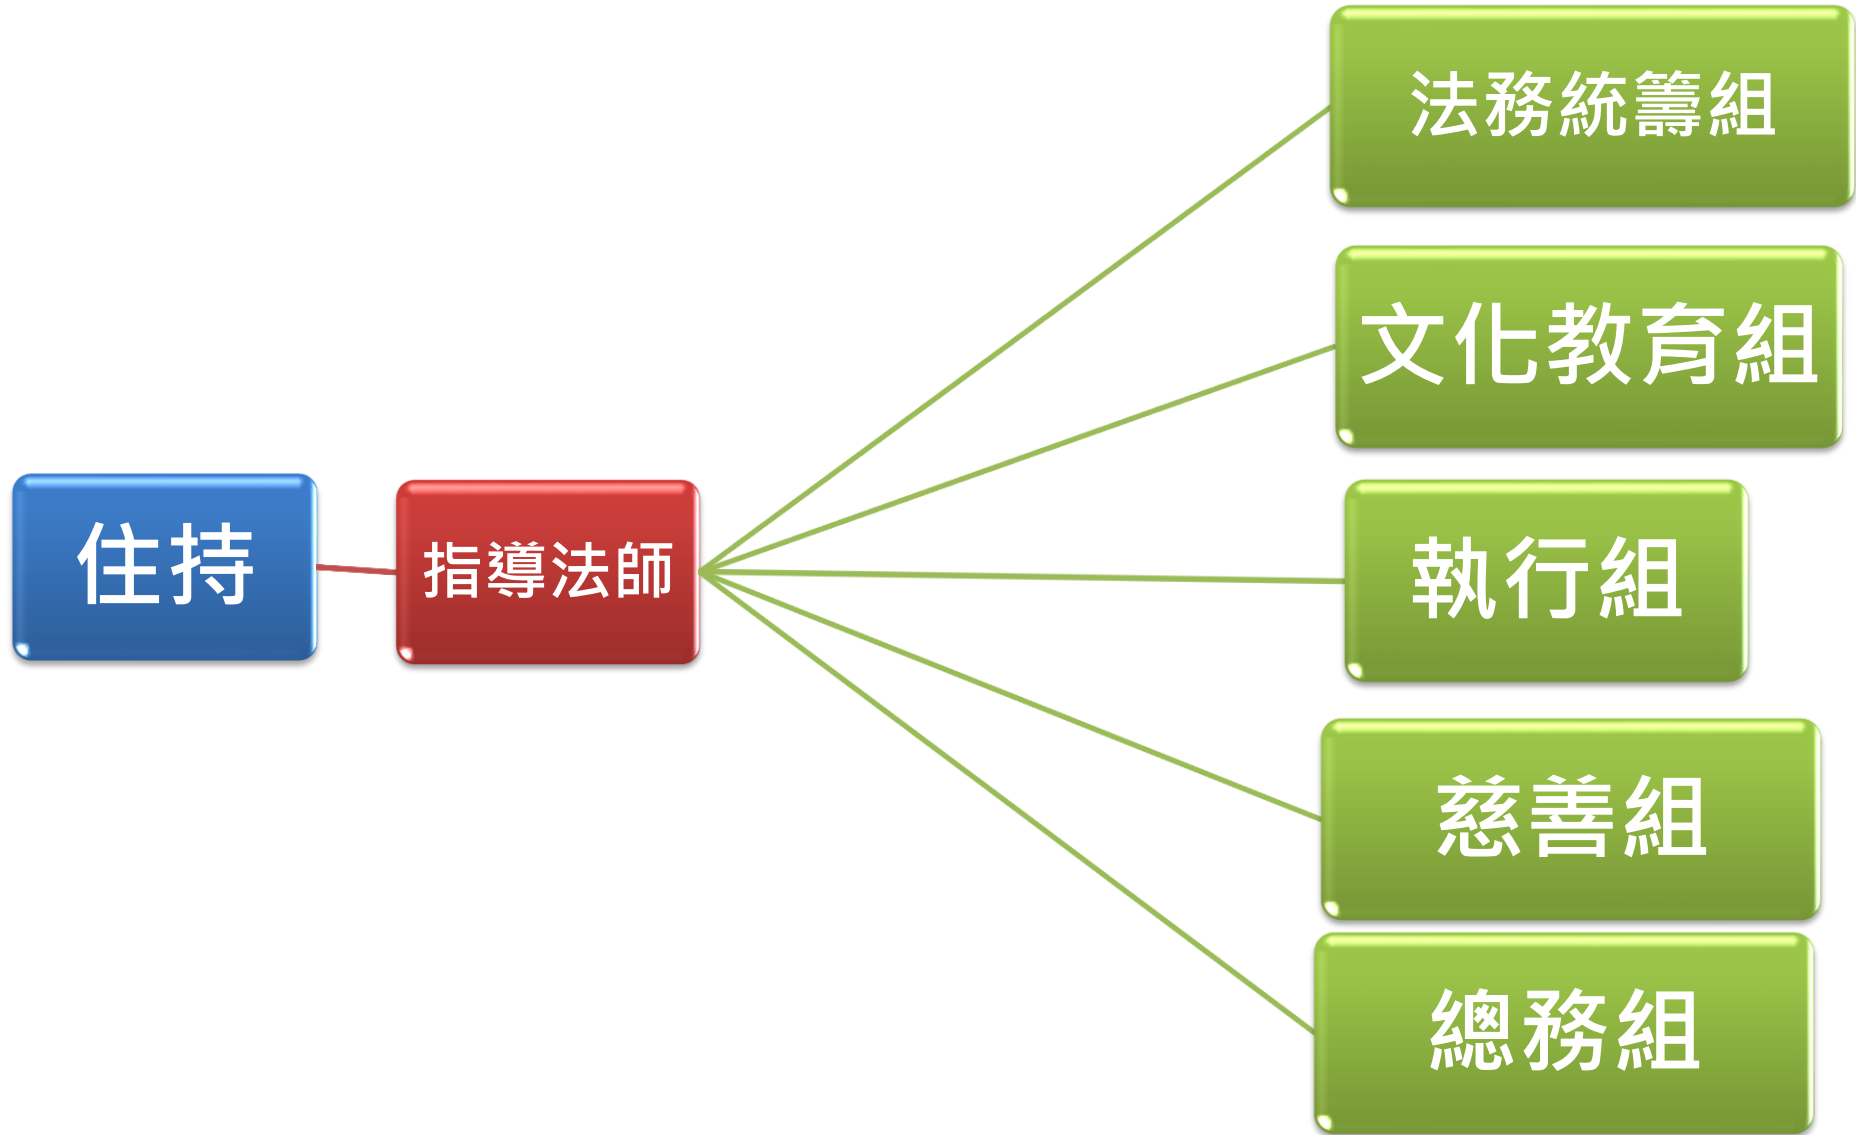 住持
指導法師
法務統籌組
文化教育組
執行組
慈善組
總務組